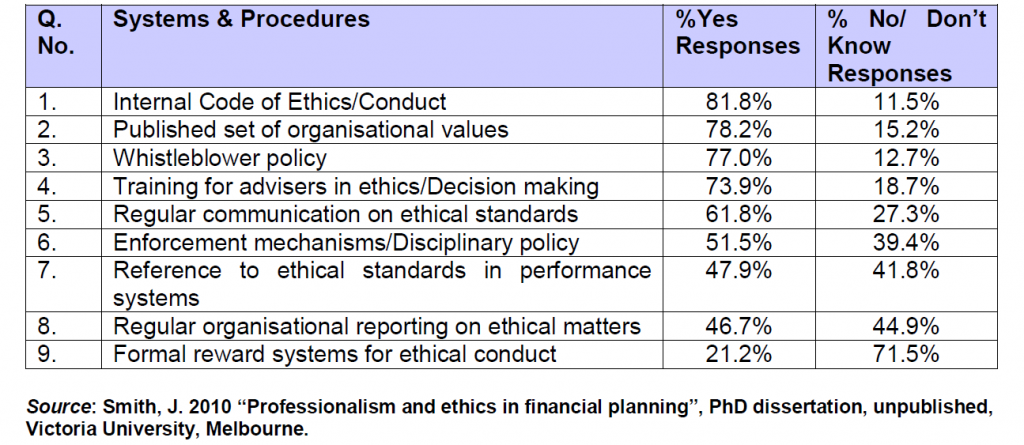 Q. No. Systems & Procedures %Yes Responses % No/ Don't Know Responses
1. Internal Code of Ethics/Conduct 81.8% 11.5%
2. Published set of organisational values 78.2% 15.2%
3. Whistleblower policy 77.0% 12.7%
4. Training for advisers in ethics/Decision making 73.9% 18.7%
5. Regular communication on ethical standards 61.8% 27.3%
6. Enforcement mechanisms/Disciplinary policy 51.5% 39.4%
7. Reference to ethical standards in performance systems 47.9% 41.8%
8. Regular organisational reporting on ethical matters 46.7% 44.9%
9. Formal reward systems for ethical conduct 21.2% 71.5%
Source: Smith, J. 2010 “Professionalism and ethics in financial planning”, PhD dissertation, unpublished,
Victoria University, Melbourne.